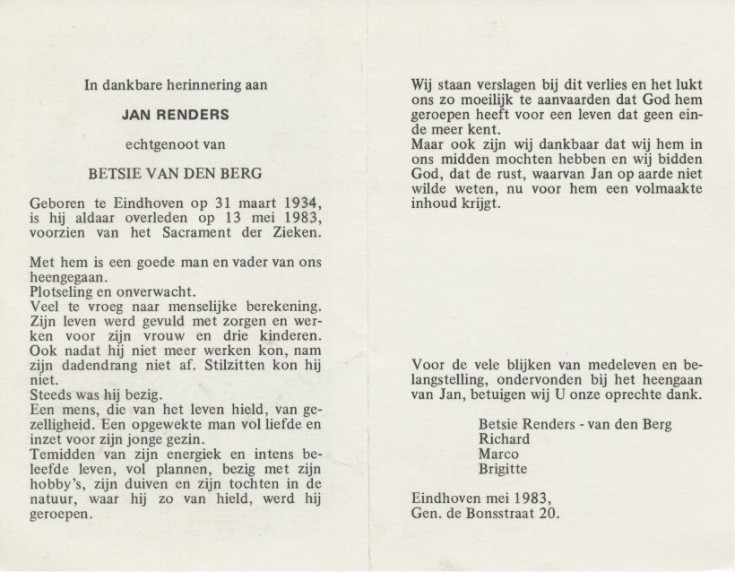 In dankbare herinnering aan
JAN RENDERS
echtgenoot van
BETSIE VAN DEN BERG
Geboren te Eindhoven op 31 maart 1934,
is hij aldaar overleden op 13 mei 1983,
voorzien van het Sacrament der Zieken.
Met hem is een goede man en vader van ons
heengegaan.
Plotseling en onverwacht.
Veel te vroeg naar menselijke berekening.
Zijn leven werd gevuld met zorgen en wer-
ken voor zijn vrouw en drie kinderen.
Ook nadat hij niet meer werken kon, nam
zijn dadendrang niet af. Stilzitten kon hij
niet.
Steeds was hij bezig.
Een mens, die van het leven hield, van ge-
zelligheid. Een opgewekte man vol liefde en
inzet voor zijn jonge gezin.
Temidden van zijn energiek en intens be-
leefde leven, vol plannen, bezig met zijn
hobby's, zijn duiven en zijn tochten in de
natuur, waar hij zo van hield, werd hij
geroepen.
Wij staan verslagen bij dit verlies en het lukt
ons zo moeilijk te aanvaarden dat God hem
geroepen heeft voor een leven dat geen ein-
de meer kent.
Maar ook zijn wij dankbaar dat wij hem in
ons midden mochten hebben en wij bidden
God, dat de rust, waarvan Jan op aarde niet
wilde weten, nu voor hem een volmaakte
inhoud krijgt.
Voor de vele blijken van medeleven en be-
langstelling, ondervonden bij het heengaan
van Jan, betuigen wij U onze oprechte dank.
Betsie Renders - van den Berg
Richard
Marco
Brigitte
Eindhoven mei 1983,
Gen. de Bonsstraat 20.